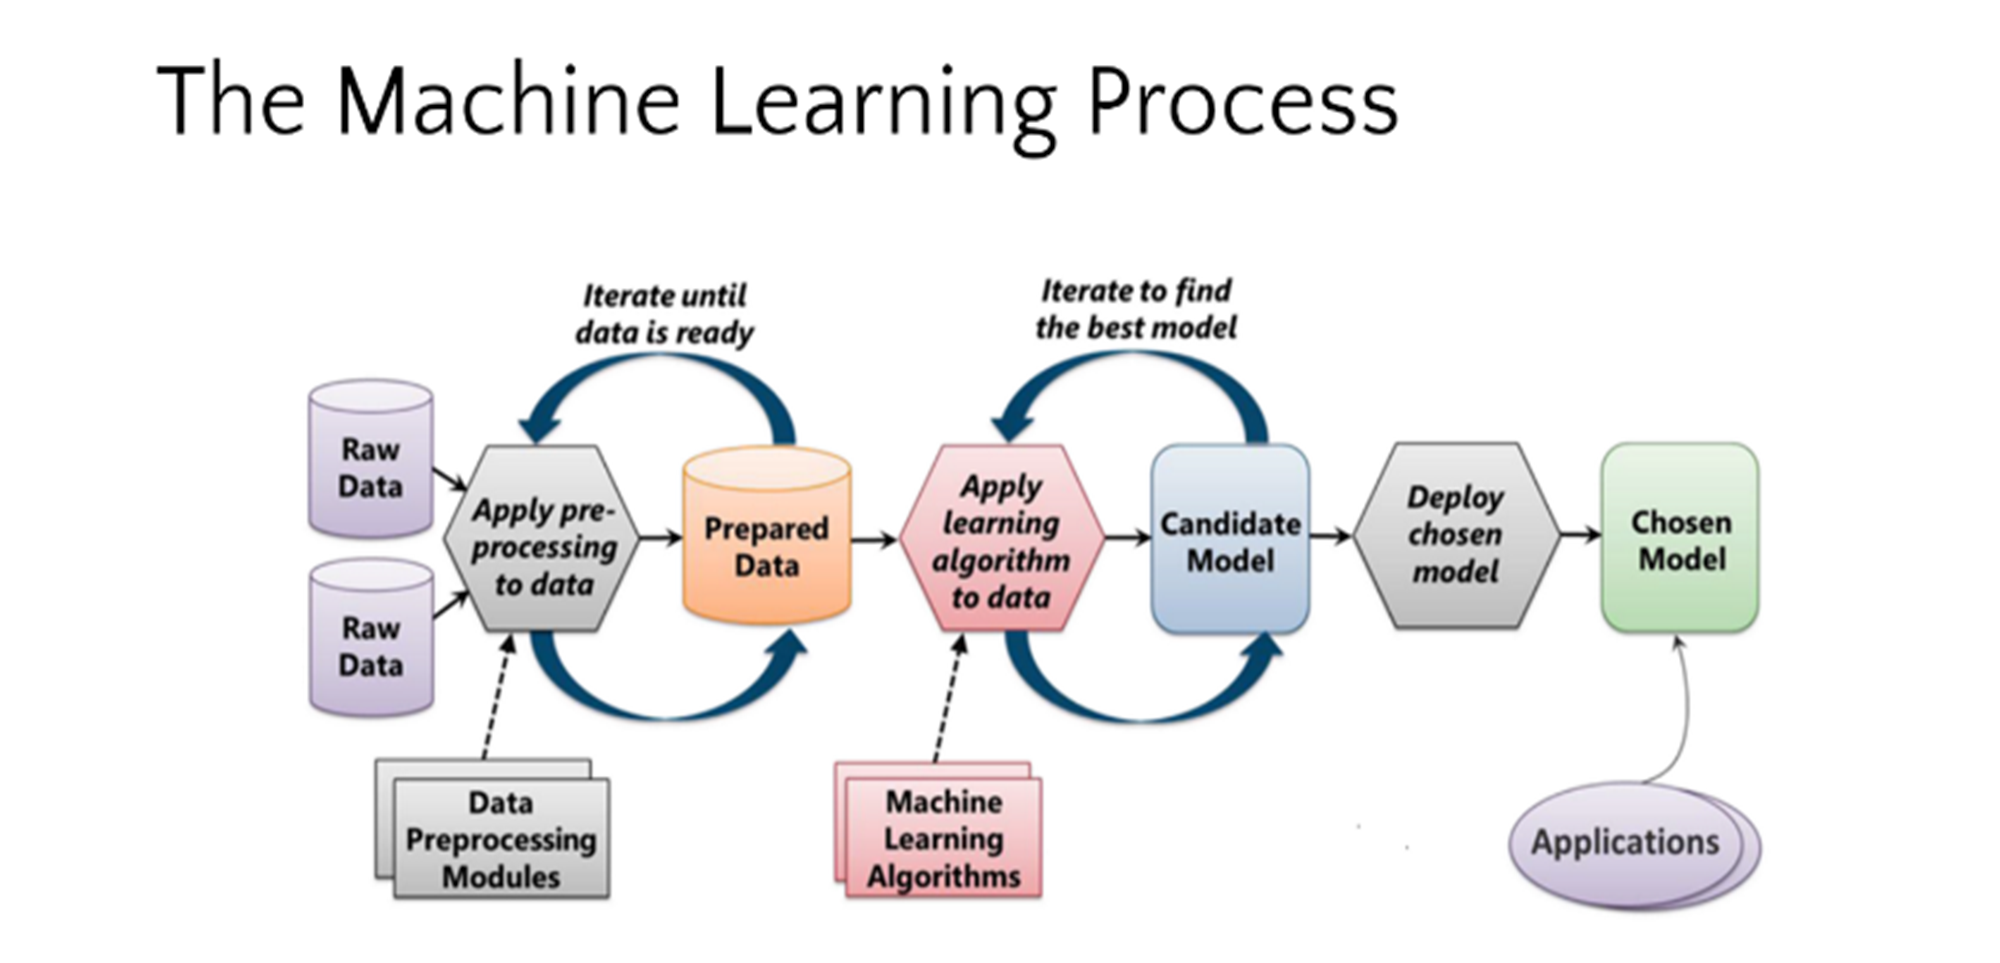 The Machine Learning Process
Iterate until
data is ready
Iterate to find
the best model
Raw
Data
Raw
Data
Apply pre-
processing
to data
Prepared
Data
Apply
learning
algorithm
to data
Candidate
Model
Deploy
chosen
model
Chosen
Model
Data
Preprocessing
Modules
Machine
Learning
Algorithms
Applications